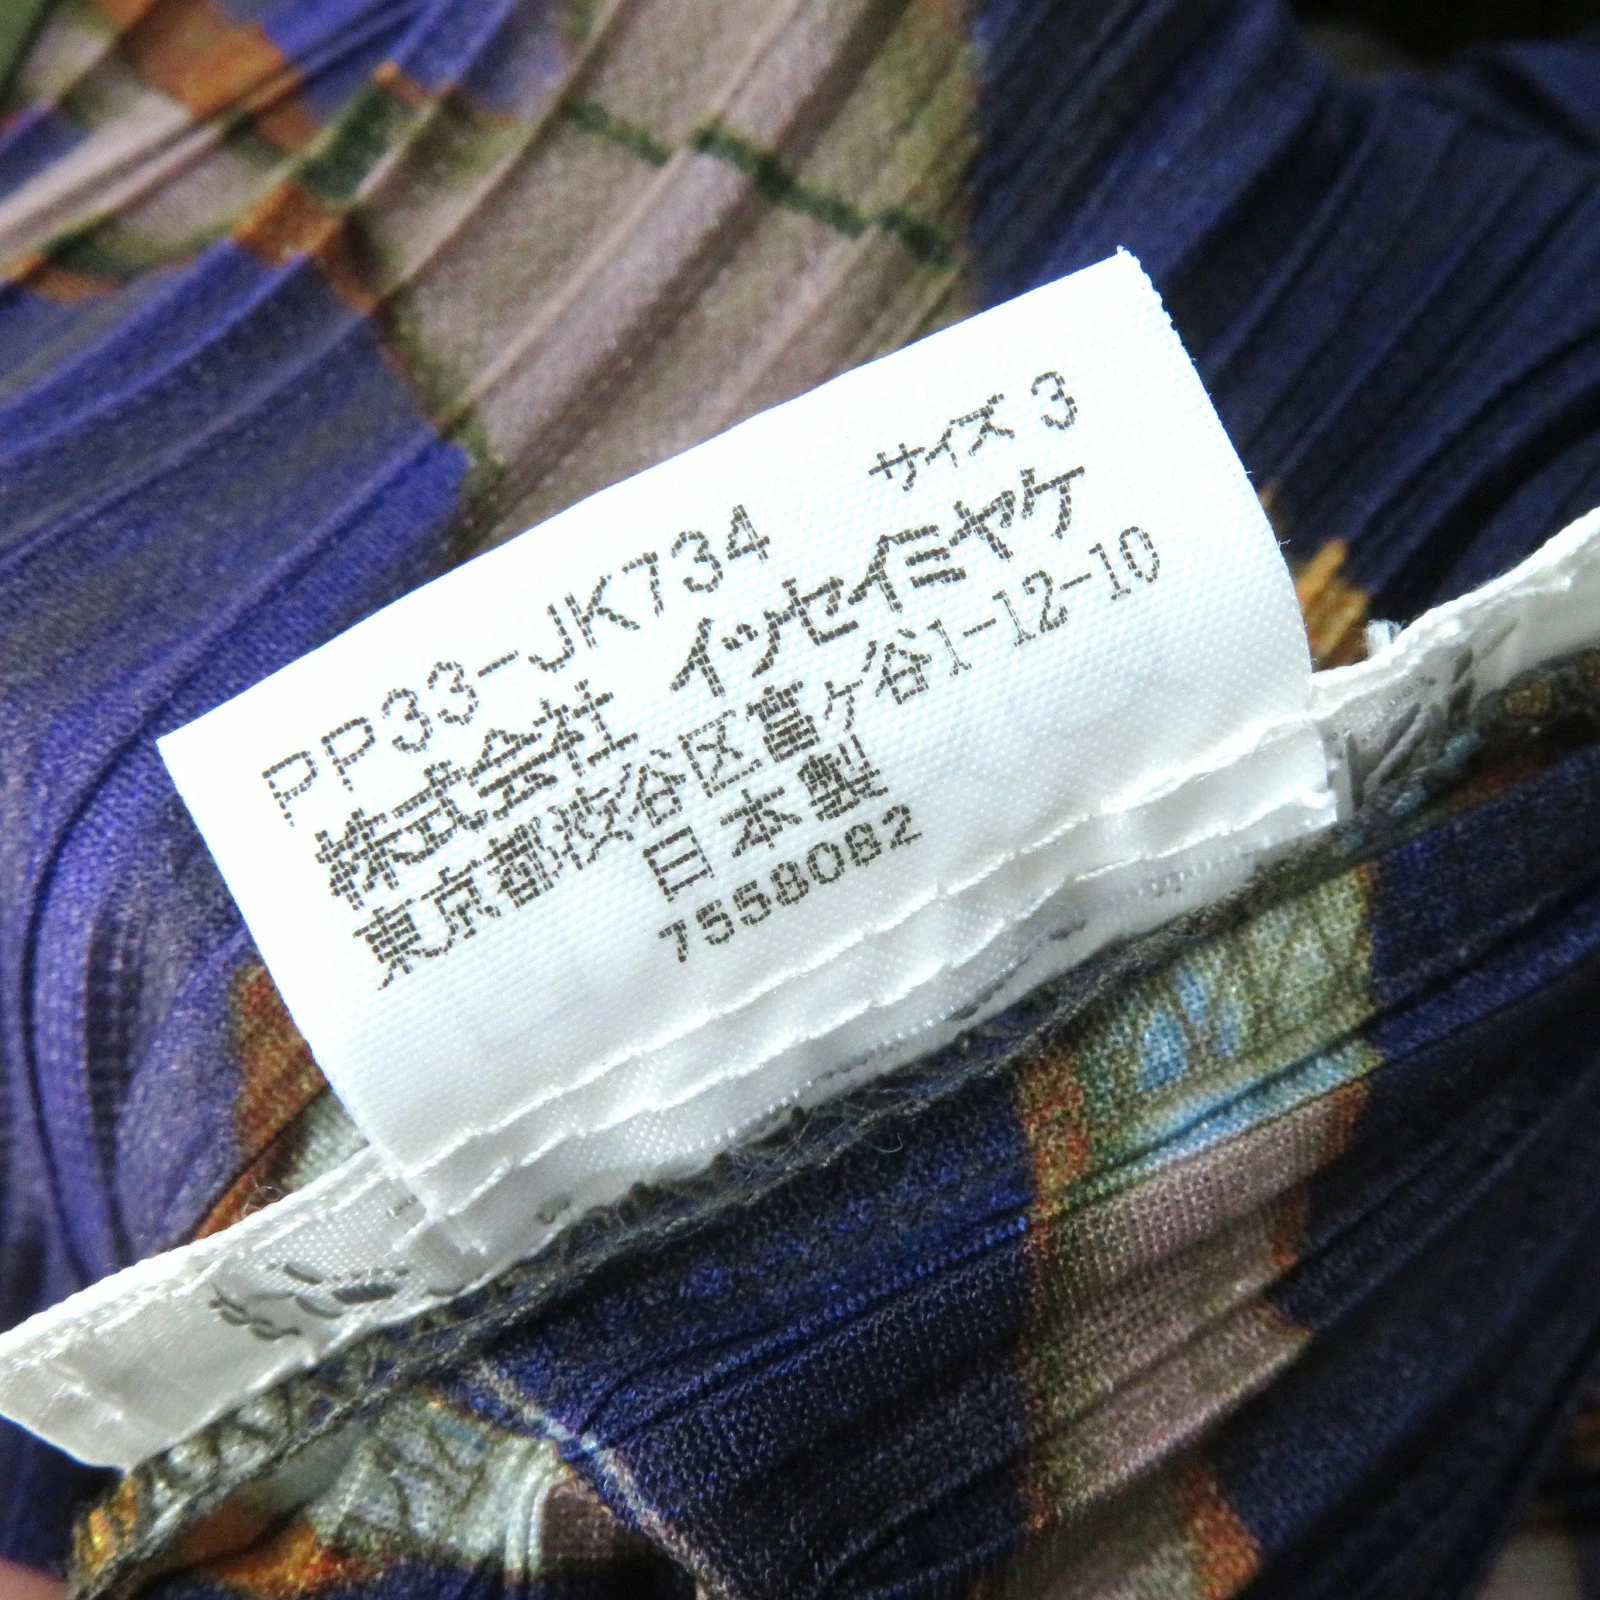 PP33-JK734 サイズ 3
株式会社 イッセイミヤケ
東京都渋谷区富ヶ谷1-12-10
日本製
7558082